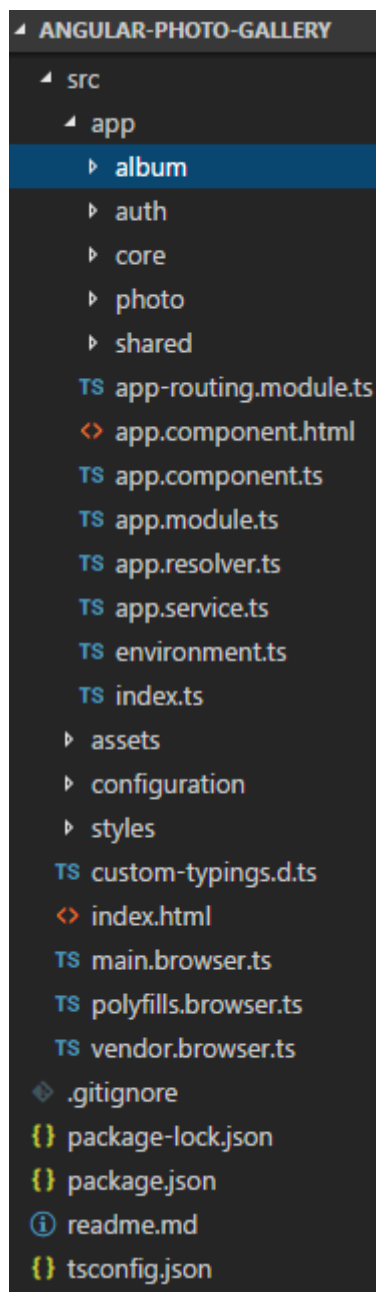 ANGULAR-PHOTO-GALLERY
src
app
album
auth
core
photo
shared
TS app-routing.module.ts
<> app.component.html
TS app.component.ts
TS app.module.ts
TS app.resolver.ts
TS app.service.ts
TS environment.ts
TS index.ts
assets
configuration
styles
TS custom-typings.d.ts
<> index.html
TS main.browser.ts
TS polyfills.browser.ts
TS vendor.browser.ts
.gitignore
{} package-lock.json
{} package.json
readme.md
{} tsconfig.json